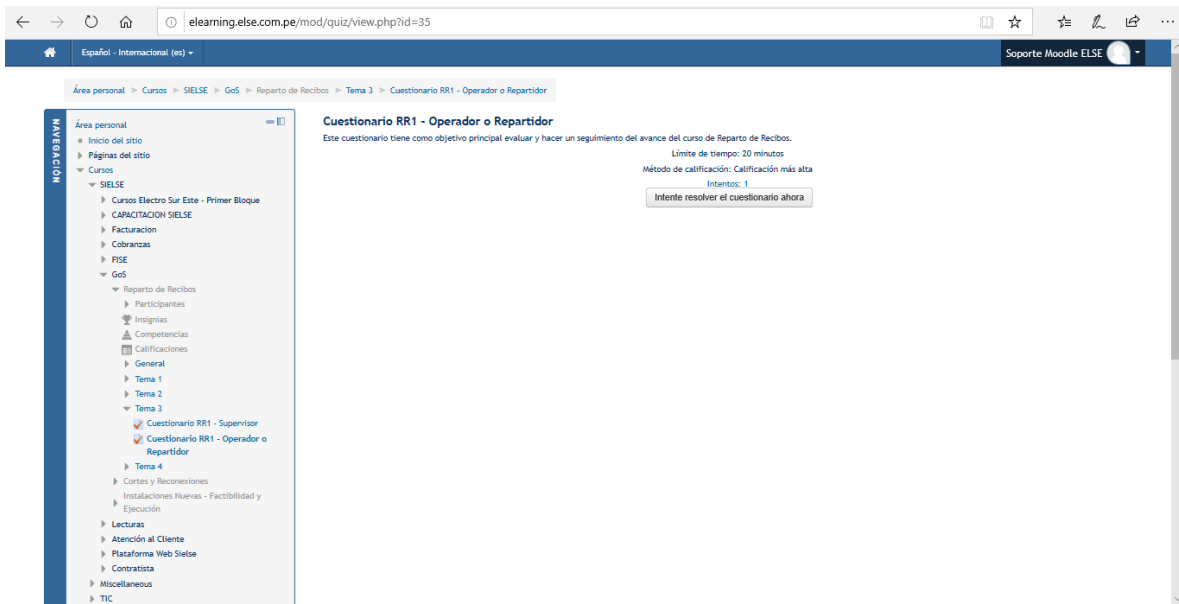 elearning.else.com.pe/mod/quiz/view.php?id=35
Español - Internacional (es)
Soporte Moodle ELSE
Área personal Cursos SIELSE GoS Reparto de Recibos Tema 3 Cuestionario RR1 - Operador o Repartidor
NAVEGACIÓN
Área personal
Inicio del sitio
Páginas del sitio
Cursos
SIELSE
Cursos Electro Sur Este - Primer Bloque
CAPACITACION SIELSE
Facturacion
Cobranzas
FISE
GoS
Reparto de Recibos
Participantes
Insignias
Competencias
Calificaciones
General
Tema 1
Tema 2
Tema 3
Cuestionario RR1 - Supervisor
Cuestionario RR1 - Operador o
Repartidor
Tema 4
Cortes y Reconexiones
Instalaciones Nuevas - Factibilidad y
Ejecución
Lecturas
Atención al Cliente
Plataforma Web Sielse
Contratista
Miscellaneous
TIC
Cuestionario RR1 - Operador o Repartidor
Este cuestionario tiene como objetivo principal evaluar y hacer un seguimiento del avance del curso de Reparto de Recibos.
Límite de tiempo: 20 minutos
Método de calificación: Calificación más alta
Intentos: 1
Intente resolver el cuestionario ahora